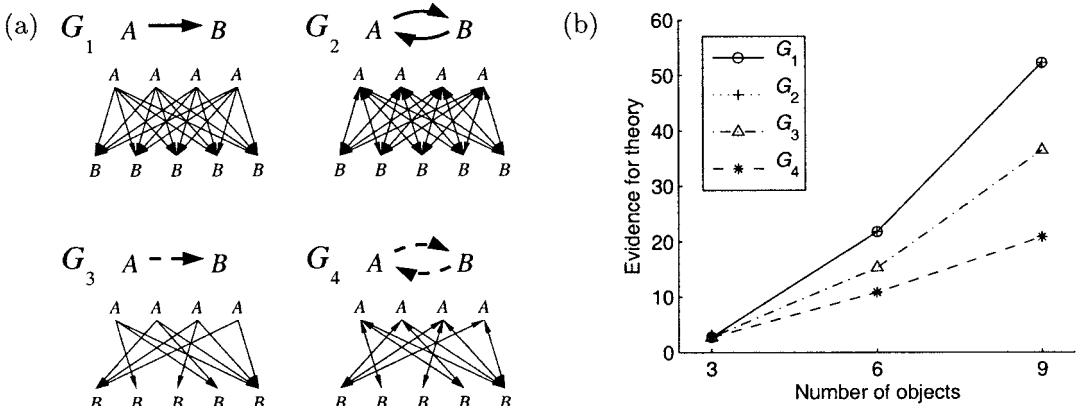 (a)
G1 A B
A A A A
B B B B B
G2 A B
A A A A
B B B B B
G3 A B
A A A A
B B B B B
G4 A B
A A A A
B B B B B
(b)
60
50
40
30
20
10
0
Evidence for theory
G1
G2
G3
G4
3 6 9
Number of objects